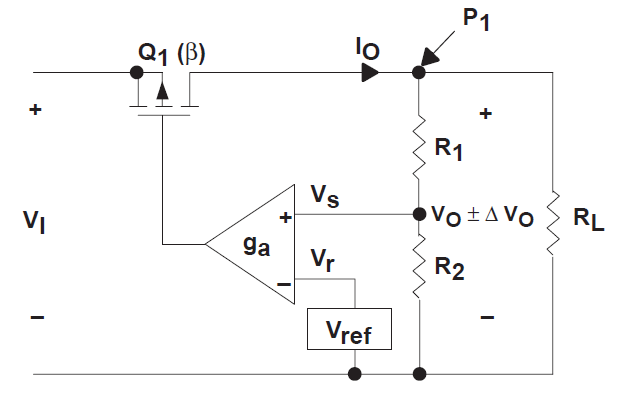 P1
Q1 (β)
IO
+
+
R1
VI
Vs
+
VO ± Δ VO
RL
ga
Vr
R2
−
−
−
Vref